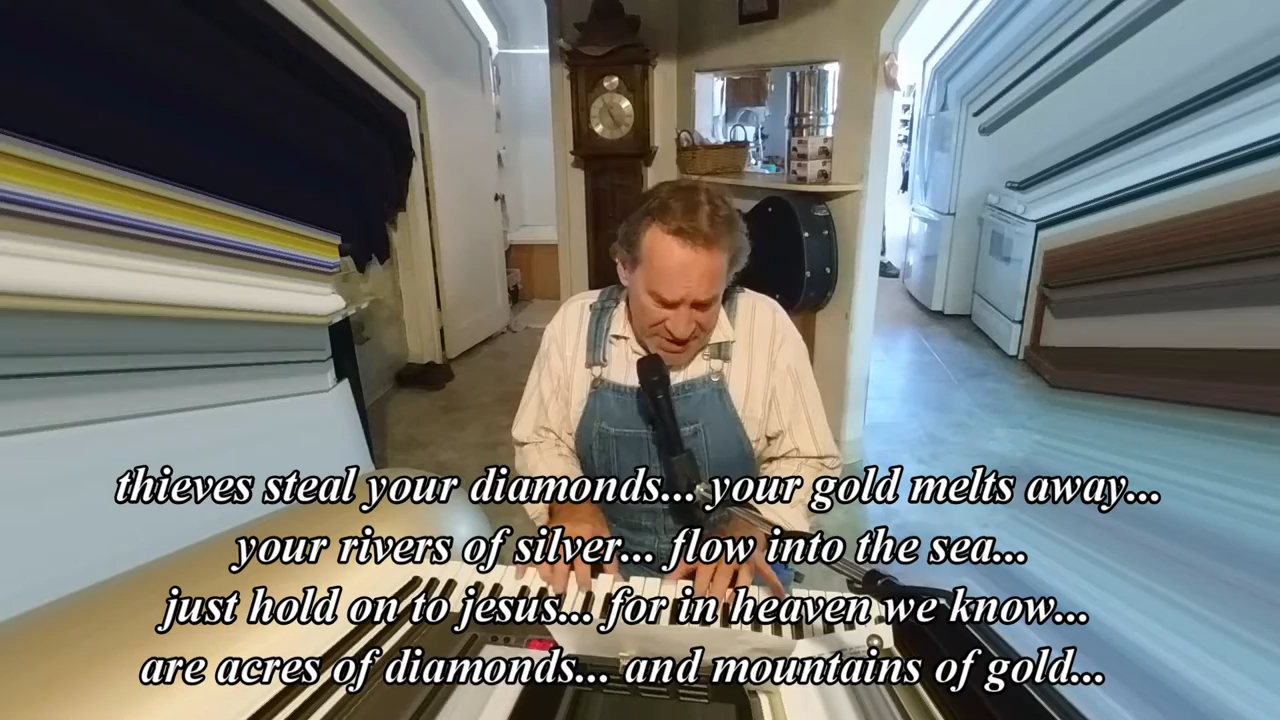 thieves steal your diamonds... your gold melts away...
your rivers of silver... flow into the sea...
just hold on to jesus... for in heaven we know...
are acres of diamonds... and mountains of gold...